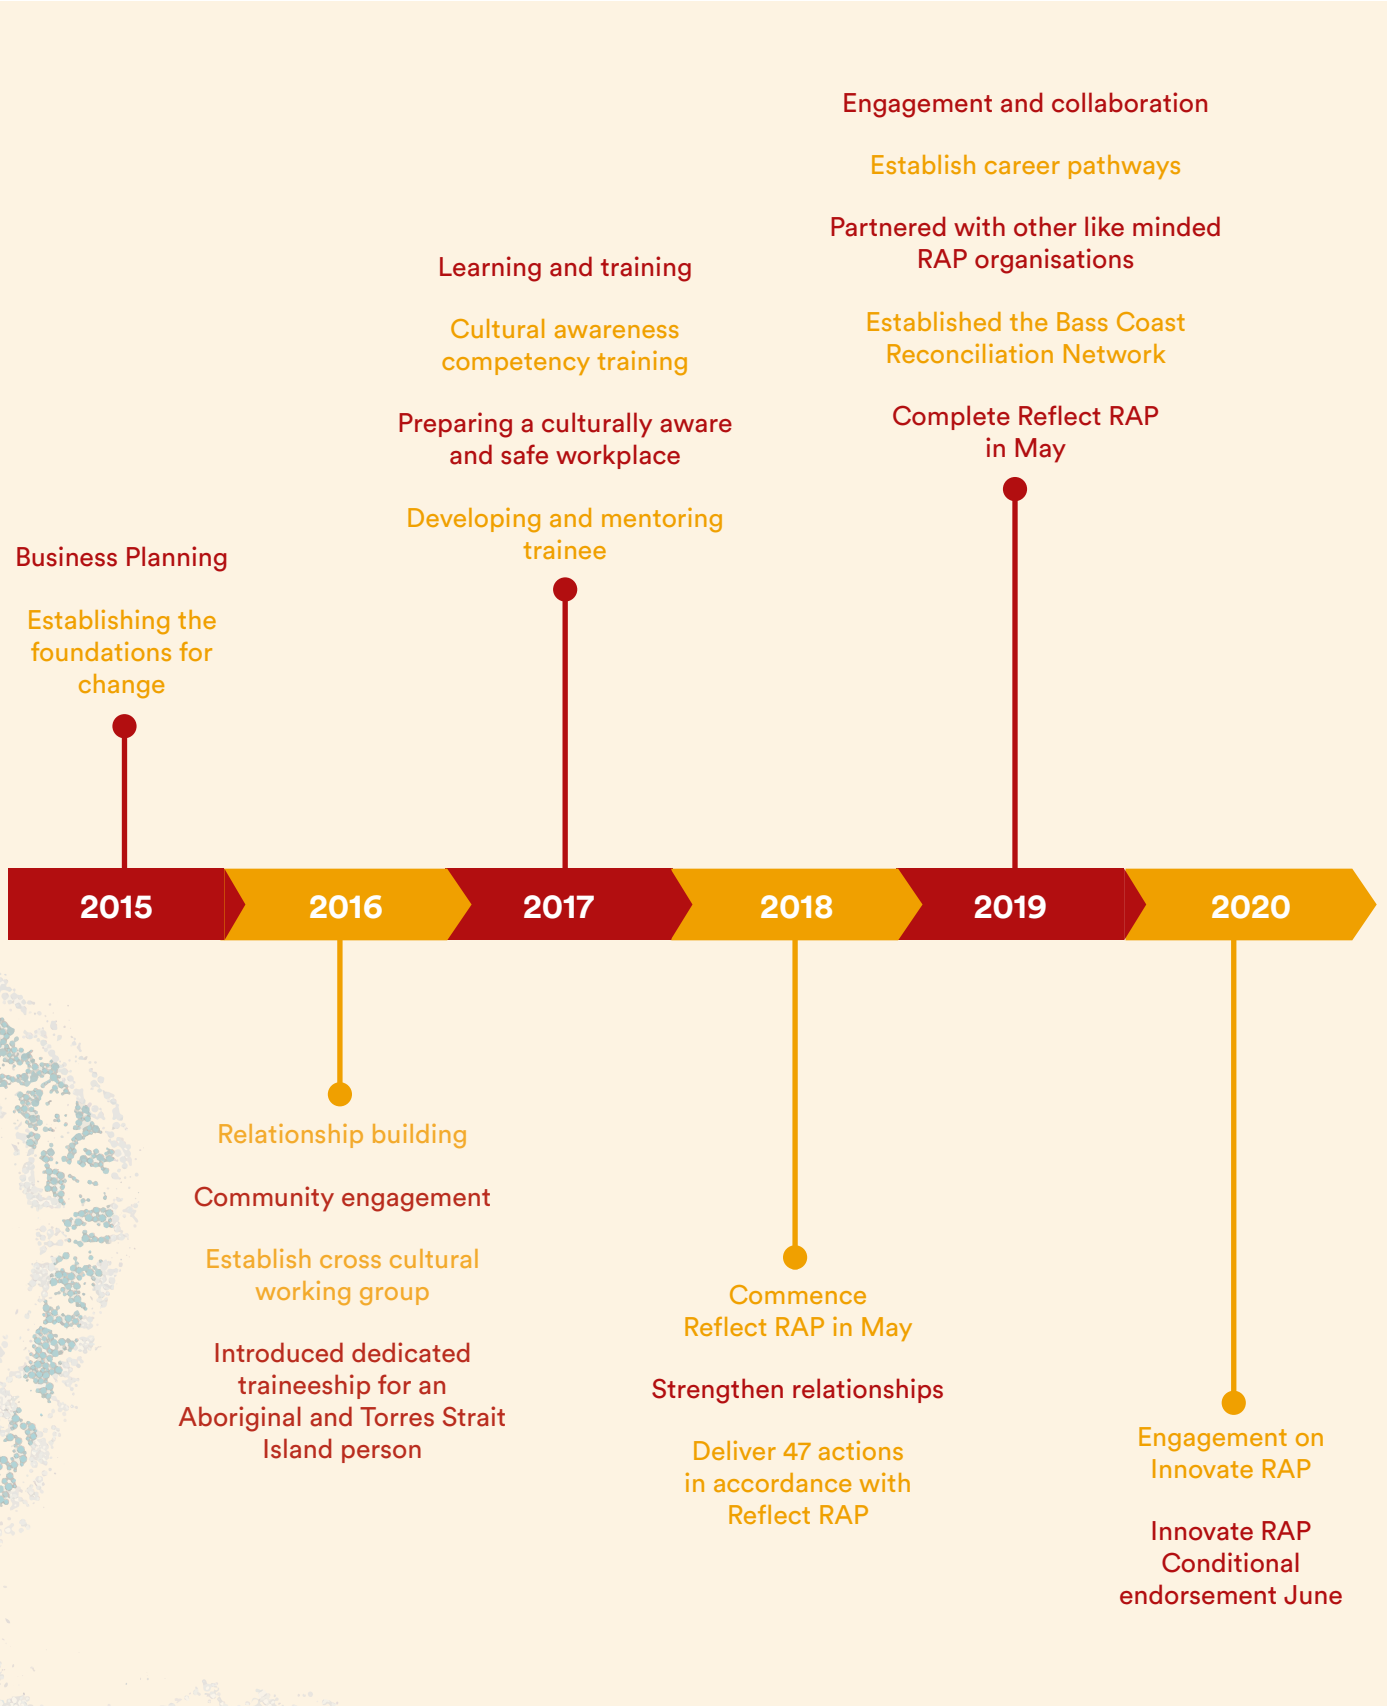 Business Planning
Establishing the
foundations for
change
Learning and training
Cultural awareness
competency training
Preparing a culturally aware
and safe workplace
Developing and mentoring
trainee
Engagement and collaboration
Establish career pathways
Partnered with other like minded
RAP organisations
Established the Bass Coast
Reconciliation Network
Complete Reflect RAP
in May
2015
2016
2017
2018
2019
2020
Relationship building
Community engagement
Establish cross cultural
working group
Introduced dedicated
traineeship for an
Aboriginal and Torres Strait
Island person
Commence
Reflect RAP in May
Strengthen relationships
Deliver 47 actions
in accordance with
Reflect RAP
Engagement on
Innovate RAP
Innovate RAP
Conditional
endorsement June